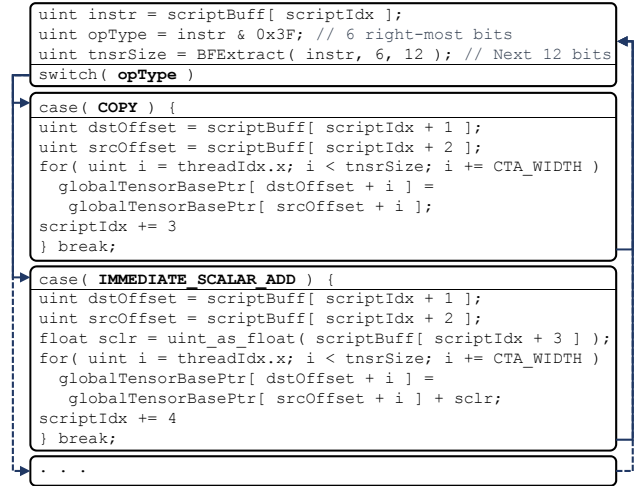 uint instr = scriptBuff[ scriptIdx ];
uint opType = instr & 0x3F; // 6 right-most bits
uint tnsrSize = BFExtract( instr, 6, 12 ); // Next 12 bits
switch( opType )
case( COPY ) {
uint dstOffset = scriptBuff[ scriptIdx + 1 ];
uint srcOffset = scriptBuff[ scriptIdx + 2 ];
for( uint i = threadIdx.x; i < tnsrSize; i += CTA_WIDTH )
globalTensorBasePtr[ dstOffset + i ] =
globalTensorBasePtr[ srcOffset + i ];
scriptIdx += 3
} break;
case( IMMEDIATE_SCALAR_ADD ) {
uint dstOffset = scriptBuff[ scriptIdx + 1 ];
uint srcOffset = scriptBuff[ scriptIdx + 2 ];
float sclr = uint_as_float( scriptBuff[ scriptIdx + 3 ] );
for( uint i = threadIdx.x; i < tnsrSize; i += CTA_WIDTH )
globalTensorBasePtr[ dstOffset + i ] =
globalTensorBasePtr[ srcOffset + i ] + sclr;
scriptIdx += 4
} break;
. . .